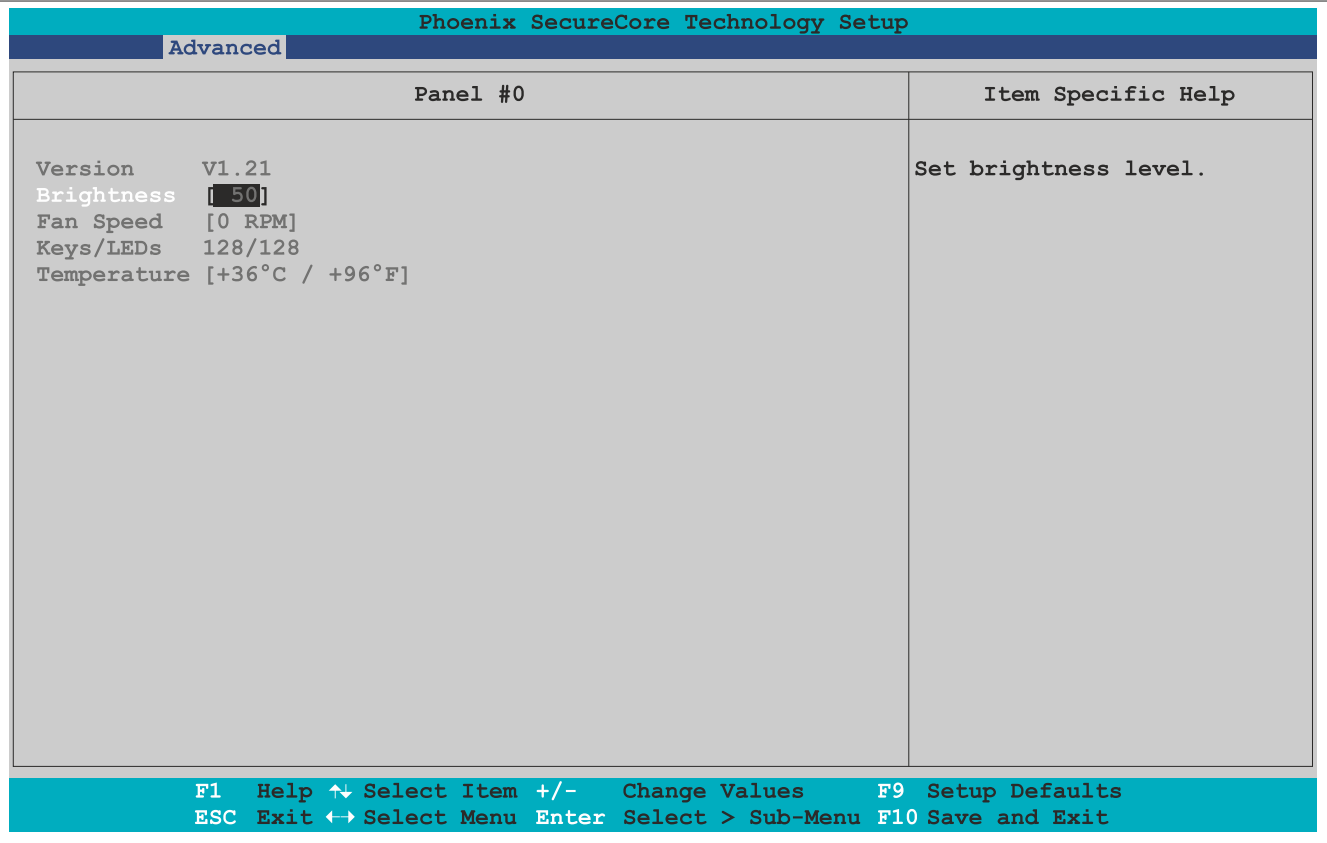 Phoenix SecureCore Technology Setup
Advanced
Panel #0
Item Specific Help
Version V1.21
Brightness [ 50]
Fan Speed [0 RPM]
Keys/LEDs 128/128
Temperature [+36°C / +96°F]
Set brightness level.
F1 Help ↑↓ Select Item +/- Change Values F9 Setup Defaults
ESC Exit ←→ Select Menu Enter Select > Sub-Menu F10 Save and Exit